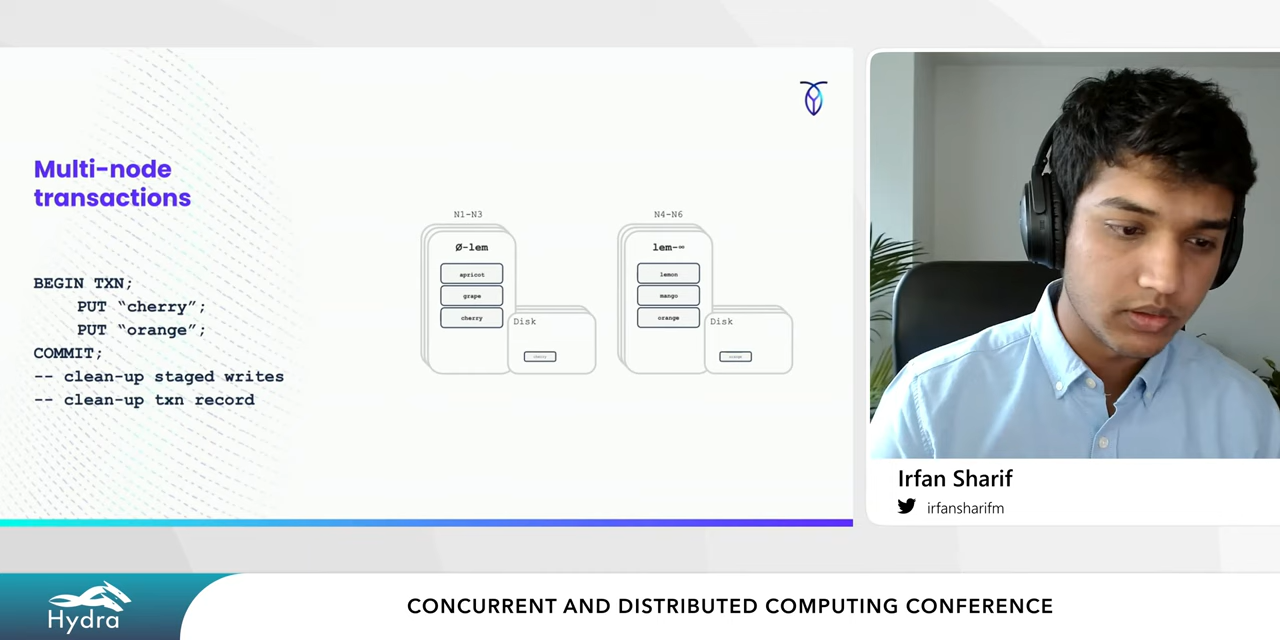 Multi-node
transactions
BEGIN TXN;
PUT “cherry”;
PUT “orange”;
COMMIT;
-- clean-up staged writes
-- clean-up txn record
N1-N3
Ø-lem
apricot
grape
cherry
Disk
N4-N6
lem-∞
lemon
mango
orange
Disk
Irfan Sharif
irfansharifm
Hydra
CONCURRENT AND DISTRIBUTED COMPUTING CONFERENCE